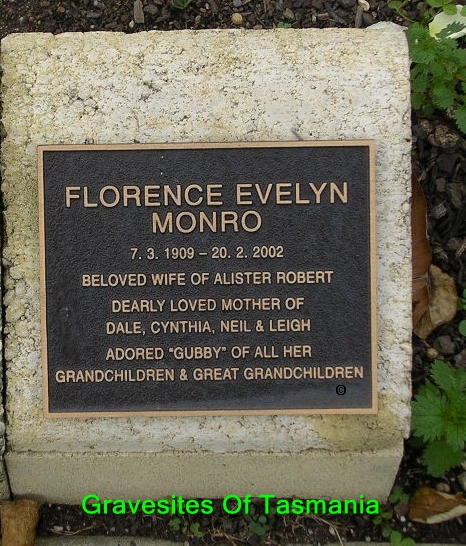 FLORENCE EVELYN
MONRO
7. 3. 1909 – 20. 2. 2002
BELOVED WIFE OF ALISTER ROBERT
DEARLY LOVED MOTHER OF
DALE, CYNTHIA, NEIL & LEIGH
ADORED "GUBBY" OF ALL HER
GRANDCHILDREN & GREAT GRANDCHILDREN
©
Gravesites Of Tasmania